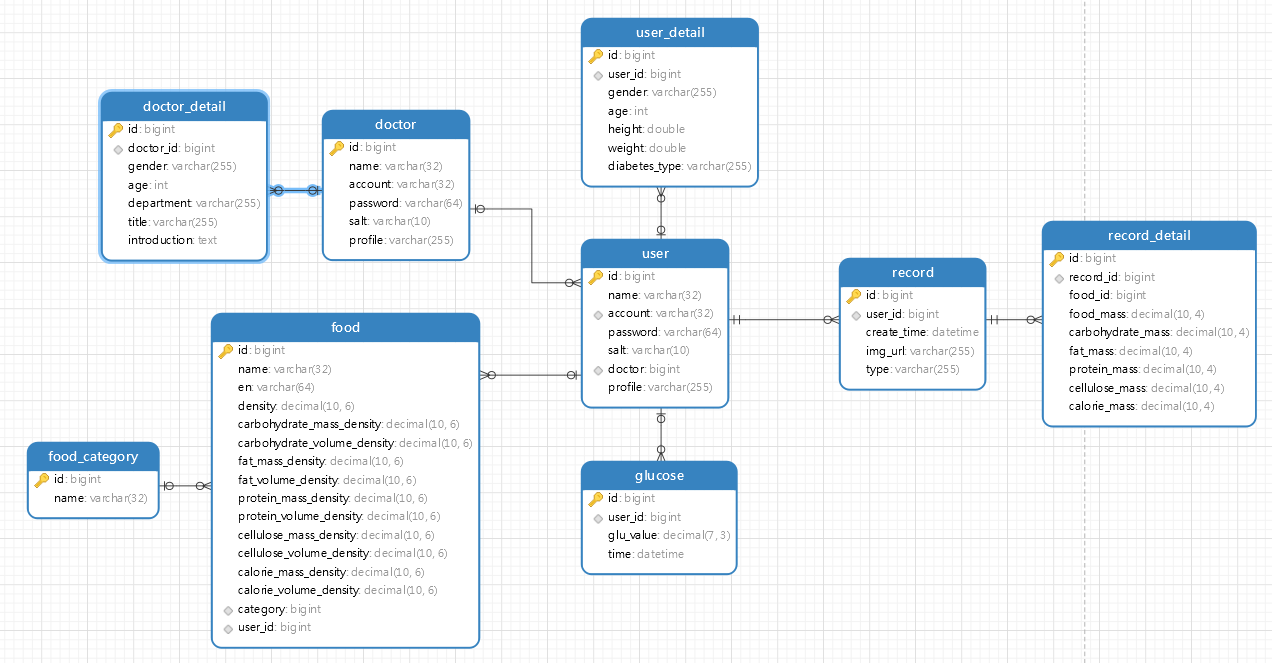 user_detail
id: bigint
user_id: bigint
gender: varchar(255)
age: int
height: double
weight: double
diabetes_type: varchar(255)
doctor_detail
id: bigint
doctor_id: bigint
gender: varchar(255)
age: int
department: varchar(255)
title: varchar(255)
introduction: text
doctor
id: bigint
name: varchar(32)
account: varchar(32)
password: varchar(64)
salt: varchar(10)
profile: varchar(255)
user
id: bigint
name: varchar(32)
account: varchar(32)
password: varchar(64)
salt: varchar(10)
doctor: bigint
profile: varchar(255)
record
id: bigint
user_id: bigint
create_time: datetime
img_url: varchar(255)
type: varchar(255)
record_detail
id: bigint
record_id: bigint
food_id: bigint
food_mass: decimal(10, 4)
carbohydrate_mass: decimal(10, 4)
fat_mass: decimal(10, 4)
protein_mass: decimal(10, 4)
cellulose_mass: decimal(10, 4)
calorie_mass: decimal(10, 4)
food
id: bigint
name: varchar(32)
en: varchar(64)
density: decimal(10, 6)
carbohydrate_mass_density: decimal(10, 6)
carbohydrate_volume_density: decimal(10, 6)
fat_mass_density: decimal(10, 6)
fat_volume_density: decimal(10, 6)
protein_mass_density: decimal(10, 6)
protein_volume_density: decimal(10, 6)
cellulose_mass_density: decimal(10, 6)
cellulose_volume_density: decimal(10, 6)
calorie_mass_density: decimal(10, 6)
calorie_volume_density: decimal(10, 6)
category: bigint
user_id: bigint
food_category
id: bigint
name: varchar(32)
glucose
id: bigint
user_id: bigint
glu_value: decimal(7, 3)
time: datetime